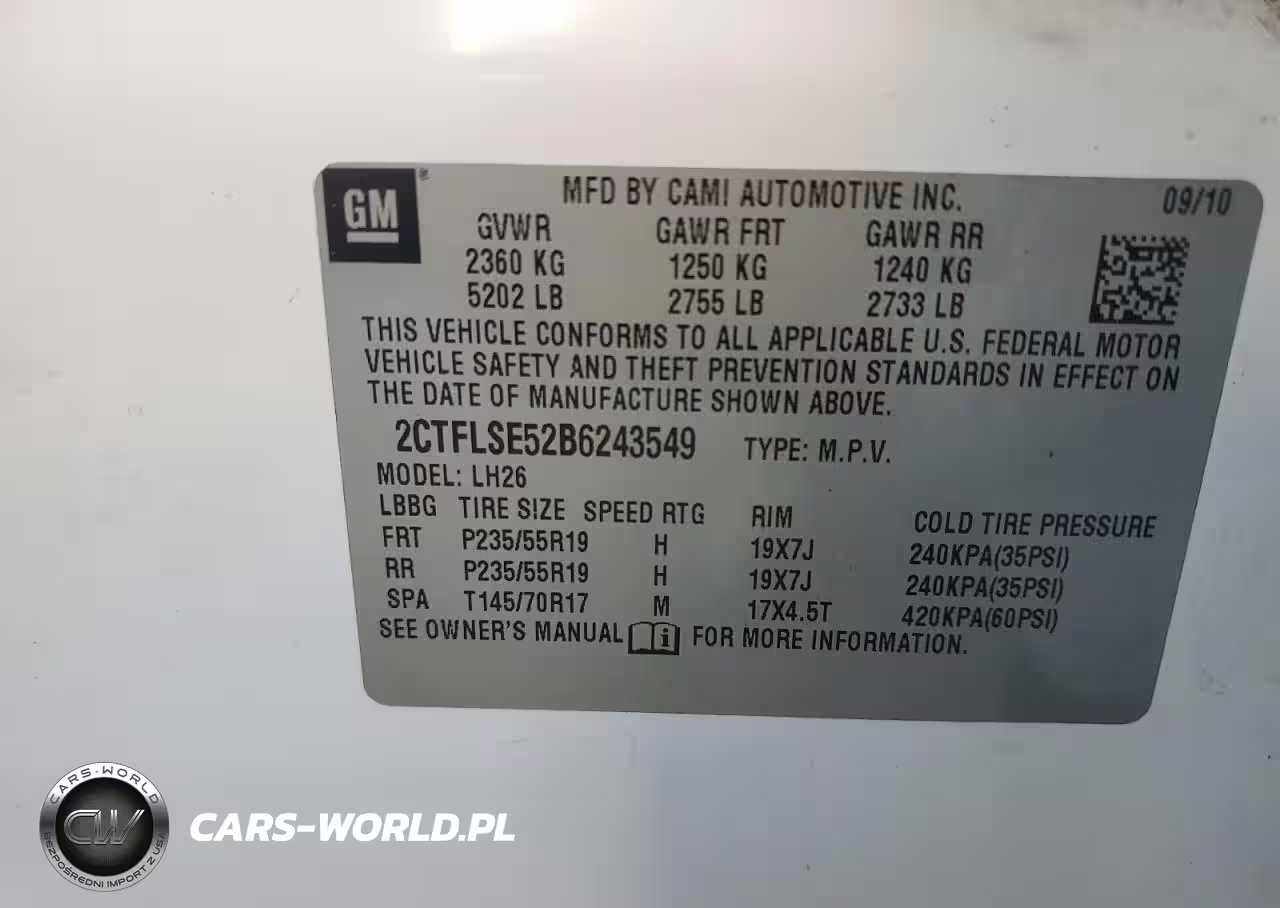 GM
MFD BY CAMI AUTOMOTIVE INC. 09/10
GVWR GAWR FRT GAWR RR
2360 KG 1250 KG 1240 KG
5202 LB 2755 LB 2733 LB
THIS VEHICLE CONFORMS TO ALL APPLICABLE U.S. FEDERAL MOTOR
VEHICLE SAFETY AND THEFT PREVENTION STANDARDS IN EFFECT ON
THE DATE OF MANUFACTURE SHOWN ABOVE.
2CTFLSE52B6243549 TYPE: M.P.V.
MODEL: LH26
LBBG TIRE SIZE SPEED RTG RIM COLD TIRE PRESSURE
FRT P235/55R19 H 19X7J 240KPA(35PSI)
RR P235/55R19 H 19X7J 240KPA(35PSI)
SPA T145/70R17 M 17X4.5T 420KPA(60PSI)
SEE OWNER'S MANUAL i FOR MORE INFORMATION.
CARS-WORLD
CW
BEZPOŚREDNI IMPORT Z USA
CARS-WORLD.PL